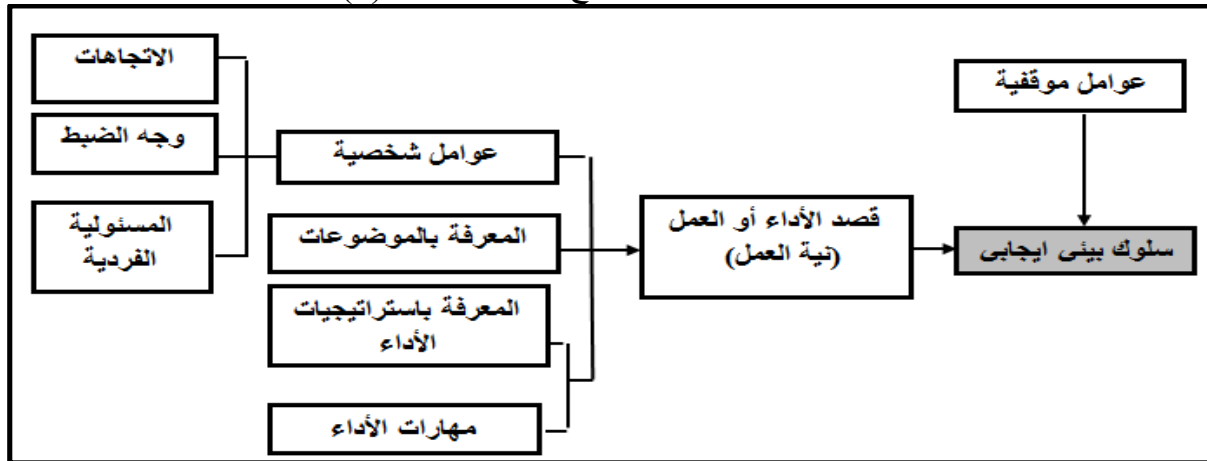 الاتجاهات
وجه الضبط
المسئولية
الفردية
عوامل شخصية
المعرفة بالموضوعات
المعرفة باستراتيجيات
الأداء
مهارات الأداء
قصد الأداء أو العمل
(نية العمل)
عوامل موقفية
سلوك بيئى ايجابى